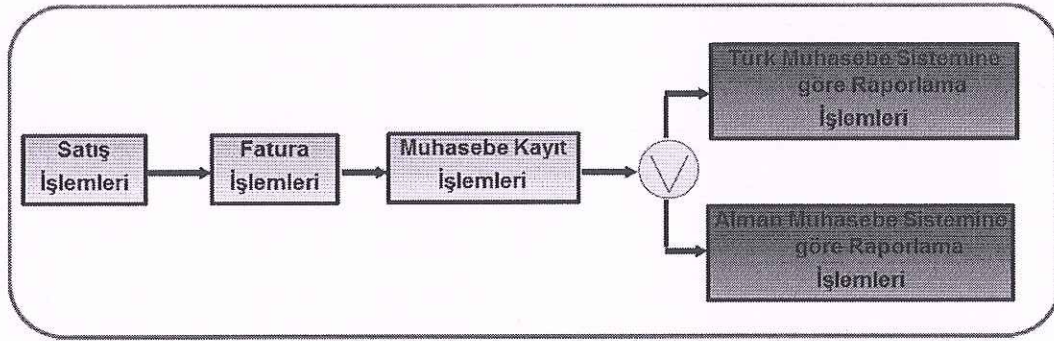 Satış
İşlemleri
Fatura
İşlemleri
Muhasebe Kayıt
İşlemleri
V
Türk Muhasebe Sistemine
göre Raporlama
İşlemleri
Alman Muhasebe Sistemine
göre Raporlama
İşlemleri